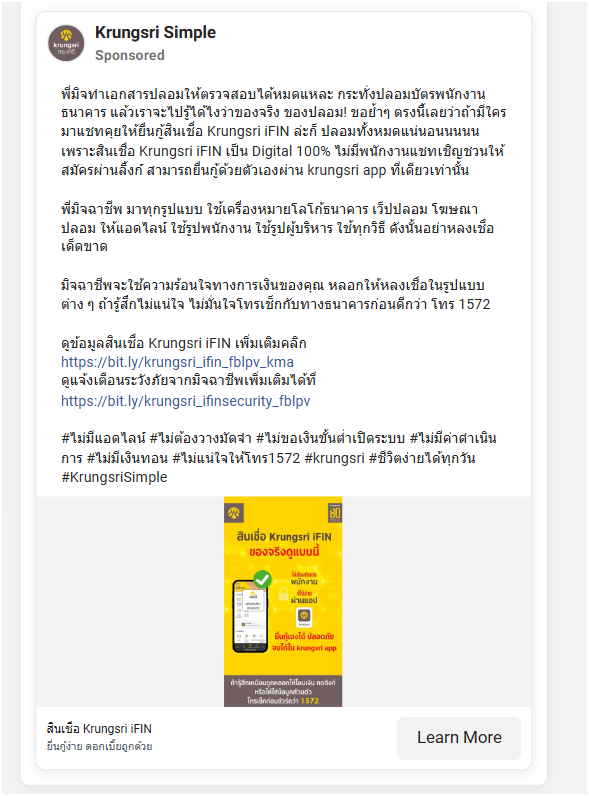 Krungsri Simple
Sponsored
krungsri
กรุงศรี
พี่มิจทำเอกสารปลอมให้ตรวจสอบได้หมดแหละ กระทั่งปลอมบัตรพนักงาน
ธนาคาร แล้วเราจะไปรู้ได้ไงว่าของจริง ของปลอม! ขอย้ำๆ ตรงนี้เลยว่าถ้ามีใคร
มาแชทคุยให้ยื่นกู้สินเชื่อ Krungsri iFIN ล่ะก็ ปลอมทั้งหมดแน่นอนนนนน
เพราะสินเชื่อ Krungsri iFIN เป็น Digital 100% ไม่มีพนักงานแชทเชิญชวนให้
สมัครผ่านลิ้งก์ สามารถยื่นกู้ด้วยตัวเองผ่าน krungsri app ที่เดียวเท่านั้น
พี่มิจฉาชีพ มาทุกรูปแบบ ใช้เครื่องหมายโลโก้ธนาคาร เว็ปปลอม โฆษณา
ปลอม ให้แอดไลน์ ใช้รูปพนักงาน ใช้รูปผู้บริหาร ใช้ทุกวิธี ดังนั้นอย่าหลงเชื่อ
เด็ดขาด
มิจฉาชีพจะใช้ความร้อนใจทางการเงินของคุณ หลอกให้หลงเชื่อในรูปแบบ
ต่าง ๆ ถ้ารู้สึกไม่แน่ใจ ไม่มั่นใจโทรเช็กกับทางธนาคารก่อนดีกว่า โทร 1572
ดูข้อมูลสินเชื่อ Krungsri iFIN เพิ่มเติมคลิก
https://bit.ly/krungsri_ifin_fblpv_kma
ดูแจ้งเตือนระวังภัยจากมิจฉาชีพเพิ่มเติมได้ที่
https://bit.ly/krungsri_ifinsecurity_fblpv
#ไม่มีแอดไลน์ #ไม่ต้องวางมัดจำ #ไม่ขอเงินขั้นต่ำเปิดระบบ #ไม่มีค่าดำเนิน
การ #ไม่มีเงินทอน #ไม่แน่ใจให้โทร1572 #krungsri #ชีวิตง่ายได้ทุกวัน
#KrungsriSimple
สินเชื่อ Krungsri iFIN
ของจริงดูแบบนี้
พนักงาน
ผ่านแอป
ยื่นกู้เองได้ ปลอดภัย
จบได้ใน krungsri app
ถ้ารู้สึกเหมือนถูกหลอกให้โอนเงิน กดลิงก์
หรือให้ใส่ข้อมูลส่วนตัว
โทรเช็กก่อนชัวร์กว่า 1572
สินเชื่อ Krungsri iFIN
ยื่นกู้ง่าย ดอกเบี้ยถูกด้วย
Learn More